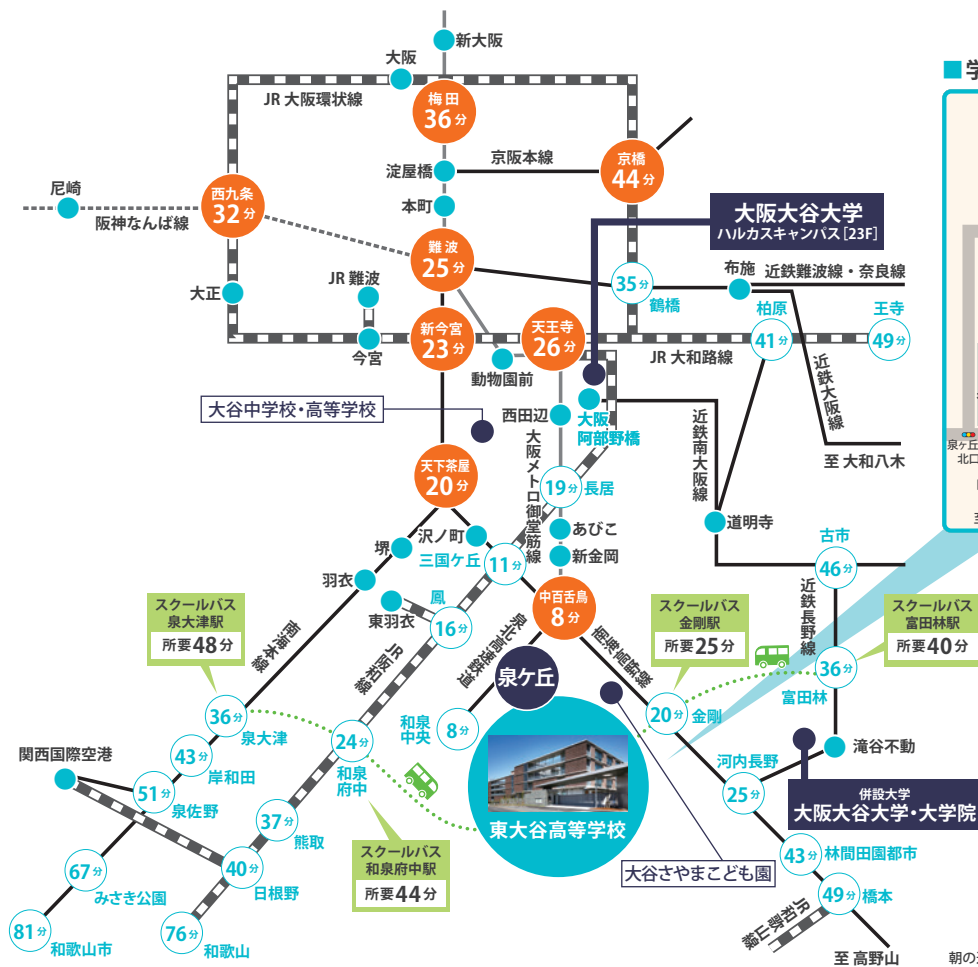 新大阪
大阪
JR 大阪環状線
梅田
36分
淀屋橋
京阪本線
京橋
44分
本町
尼崎
阪神なんば線
西九条
32分
難波
25分
大阪大谷大学
ハルカスキャンパス[23F]
35分
鶴橋
布施
近鉄難波線・奈良線
大正
JR 難波
今宮
新今宮
23分
天王寺
26分
動物園前
JR 大和路線
柏原
41分
王寺
49分
近鉄大阪線
至 大和八木
大谷中学校・高等学校
西田辺
大阪
阿部野橋
近鉄南大阪線
大阪メトロ御堂筋線
天下茶屋
20分
19分
長居
あびこ
新金岡
道明寺
沢ノ町
堺
三国ケ丘
11分
羽衣
東羽衣
鳳
16分
中百舌鳥
8分
古市
46分
近鉄長野線
スクールバス
泉大津駅
所要48分
スクールバス
金剛駅
所要25分
スクールバス
富田林駅
所要40分
南海本線
JR阪和線
泉北高速鉄道
南海高野線
泉ケ丘
36分
富田林
36分
泉大津
24分
和泉
府中
和泉
中央
8分
20分
金剛
滝谷不動
河内長野
25分
関西国際空港
43分
岸和田
51分
泉佐野
37分
熊取
東大谷高等学校
併設大学
大阪大谷大学・大学院
スクールバス
和泉府中駅
所要44分
大谷さやまこども園
43分
林間田園都市
67分
みさき公園
40分
日根野
49分
橋本
JR和歌山線
81分
和歌山市
76分
和歌山
至 高野山
学
泉ケ丘
北口
朝の